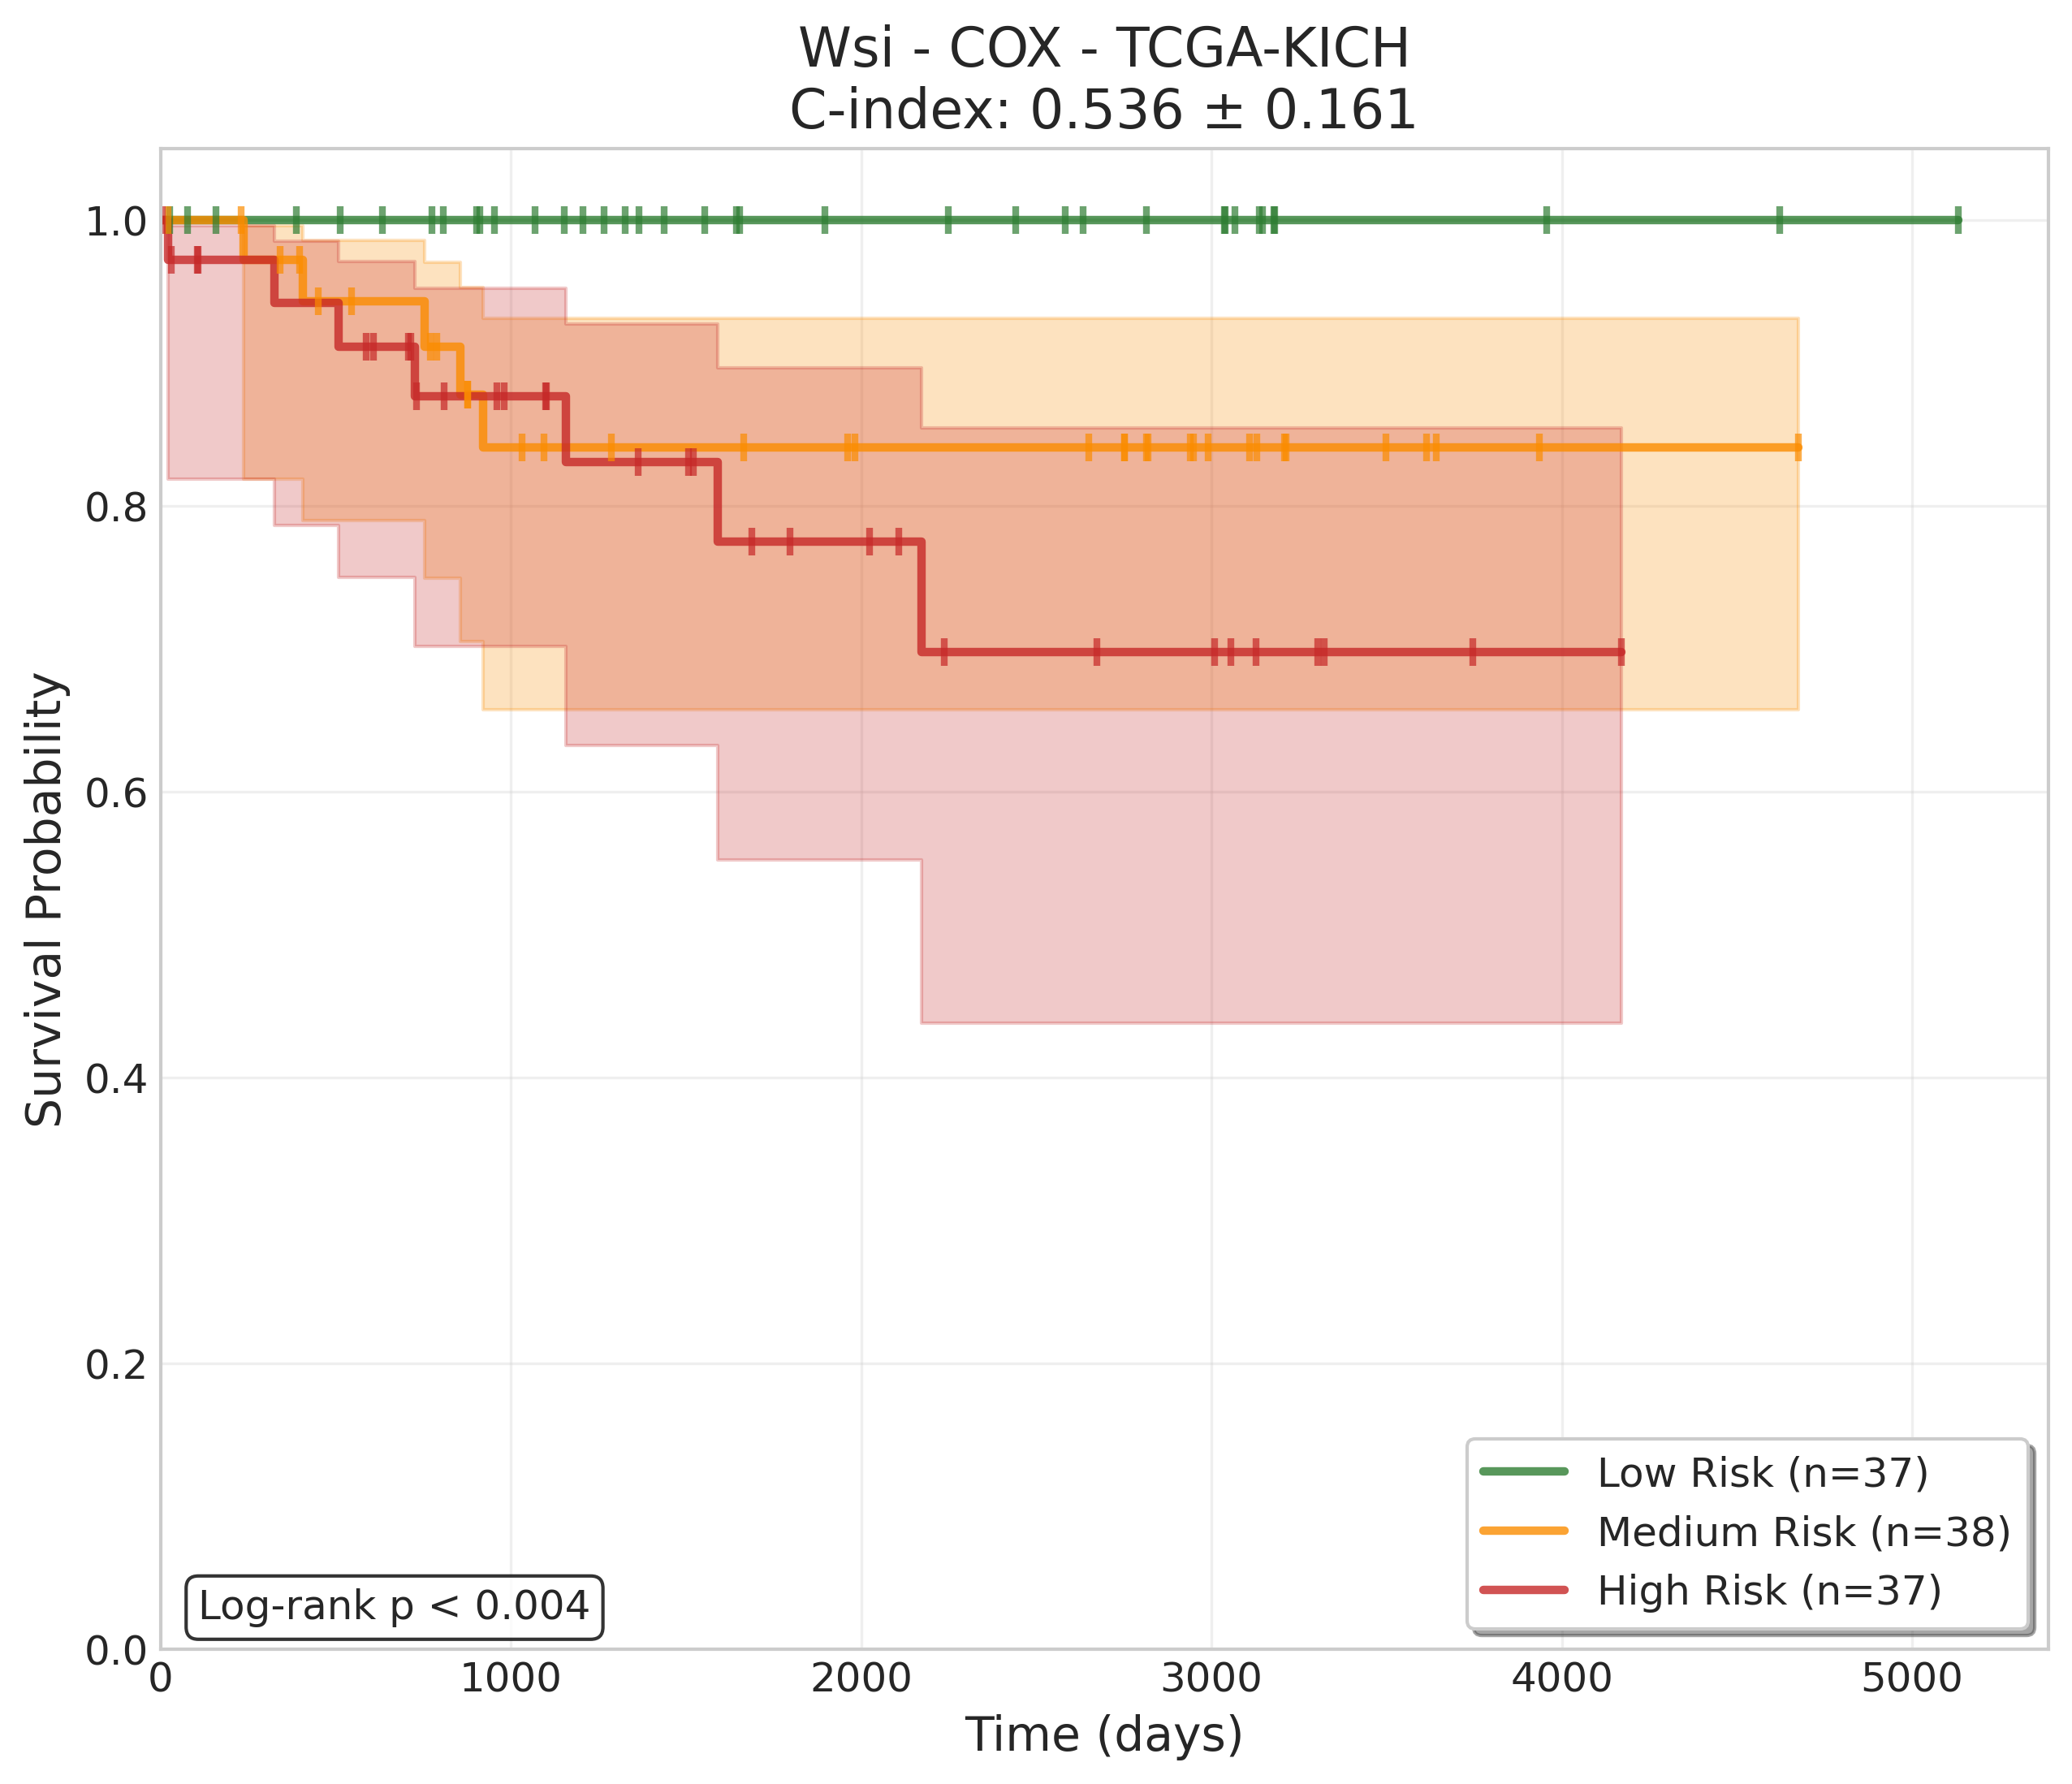 Wsi - COX - TCGA-KICH
C-index: 0.536 ± 0.161
Survival Probability
1.0
0.8
0.6
0.4
0.2
0.0
0
1000
2000
3000
4000
5000
Time (days)
Log-rank p < 0.004
Low Risk (n=37)
Medium Risk (n=38)
High Risk (n=37)